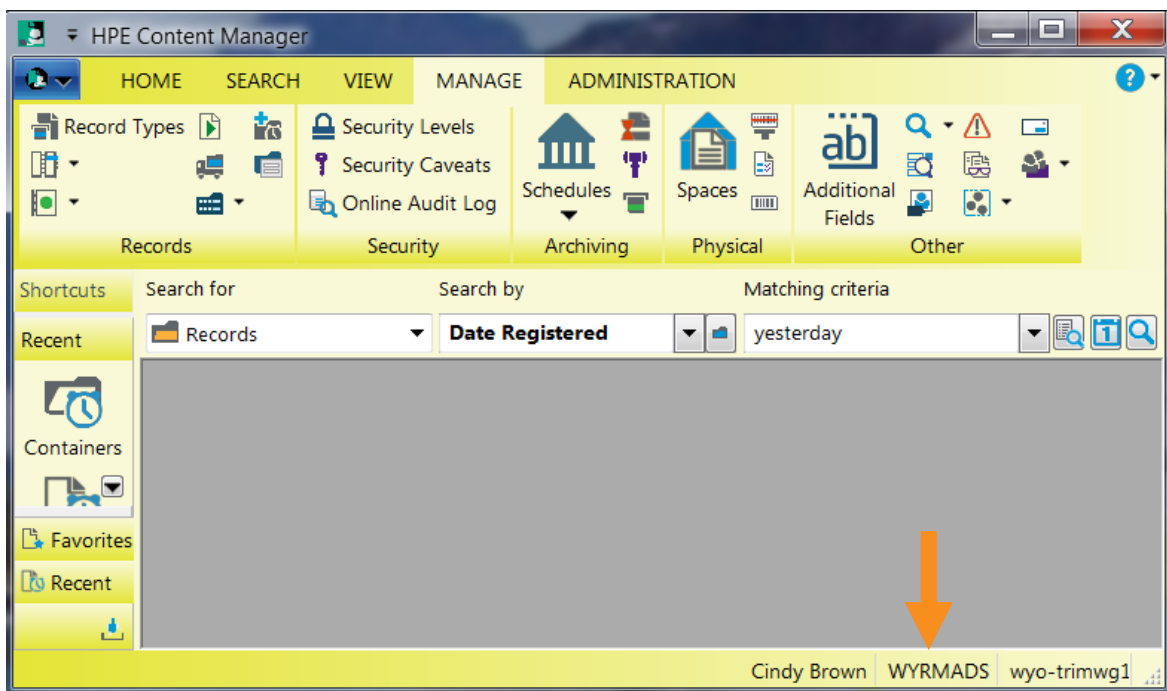 HPE Content Manager
HOME SEARCH VIEW MANAGE ADMINISTRATION
Record Types
Security Levels
Security Caveats
Online Audit Log
Schedules
Spaces
ab
Additional Fields
Records Security Archiving Physical Other
Shortcuts Search for Search by Matching criteria
Recent Records Date Registered yesterday
1
Containers
Favorites
Recent
Cindy Brown WYRMADS wyo-trimwg1